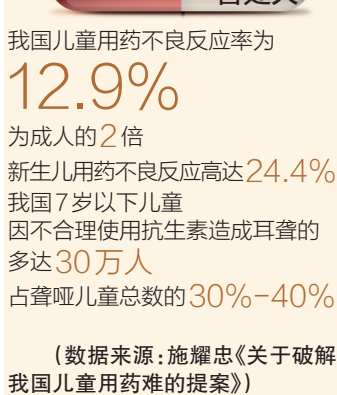 我国儿童用药不良反应率为
12.9%
为成人的2倍
新生儿用药不良反应高达24.4%
我国7岁以下儿童
因不合理使用抗生素造成耳聋的
多达30万人
占聋哑儿童总数的30%-40%
(数据来源:施耀忠《关于破解
我国儿童用药难的提案》)